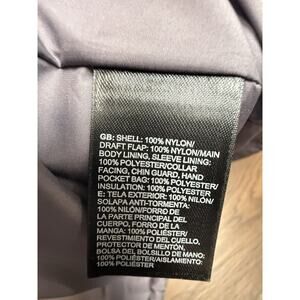 GB: SHELL: 100% NYLON/
DRAFT FLAP: 100% NYLON/MAIN
BODY LINING, SLEEVE LINING:
100% POLYESTER/COLLAR
FACING, CHIN GUARD, HAND
POCKET BAG: 100% POLYESTER/
INSULATION: 100% POLYESTER
E: TELA EXTERIOR: 100% NILÓN/
SOLAPA ANTI-TORMENTA:
100% NILÓN/FORRO DE
LA PARTE PRINCIPAL DEL
CUERPO, FORRO DE LA
MANGA: 100% POLIÉSTER/
REVESTIMIENTO DEL CUELLO,
PROTECTOR DE MENTÓN,
BOLSA DEL BOLSILLO DE MANO:
100% POLIÉSTER/AISLAMIENTO:
100% POLIÉSTER